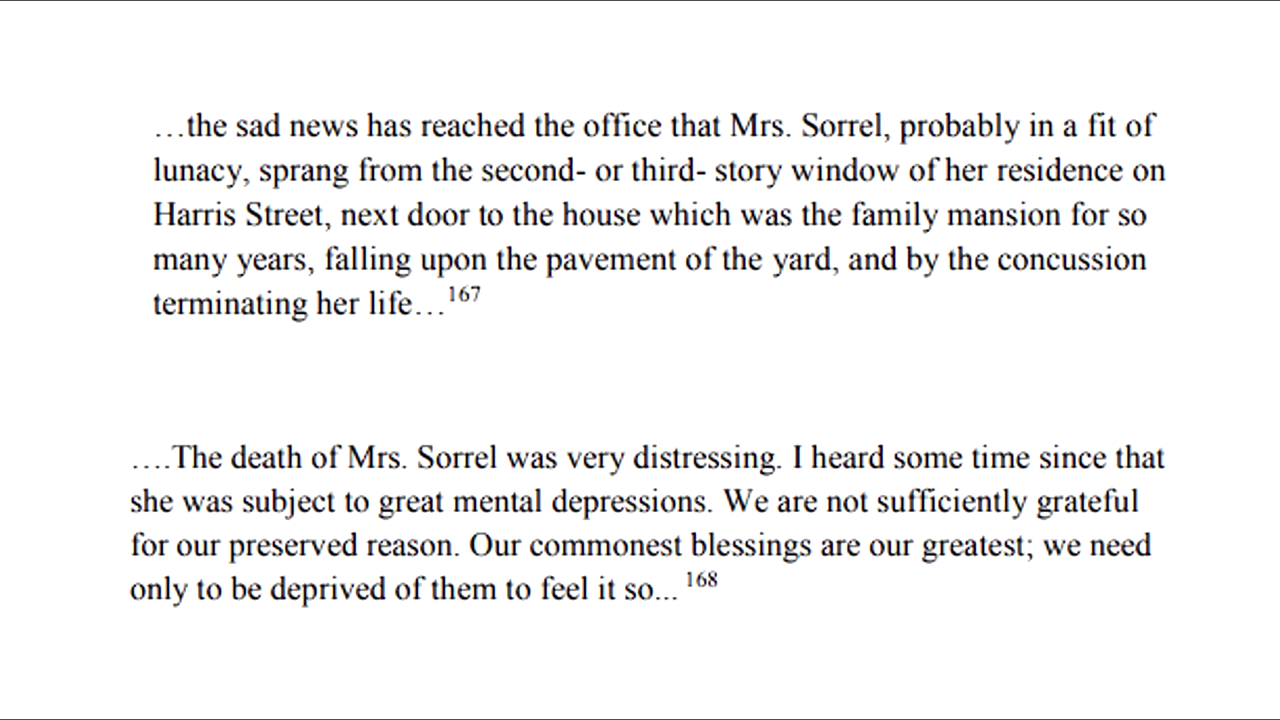 …the sad news has reached the office that Mrs. Sorrel, probably in a fit of
lunacy, sprang from the second- or third- story window of her residence on
Harris Street, next door to the house which was the family mansion for so
many years, falling upon the pavement of the yard, and by the concussion
terminating her life…167
….The death of Mrs. Sorrel was very distressing. I heard some time since that
she was subject to great mental depressions. We are not sufficiently grateful
for our preserved reason. Our commonest blessings are our greatest; we need
only to be deprived of them to feel it so... 168